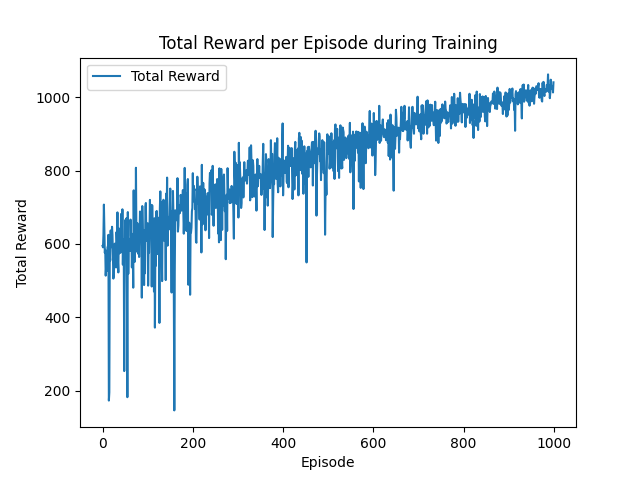 Total Reward per Episode during Training
Total Reward
1000
800
600
400
200
Total Reward
0 200 400 600 800 1000
Episode